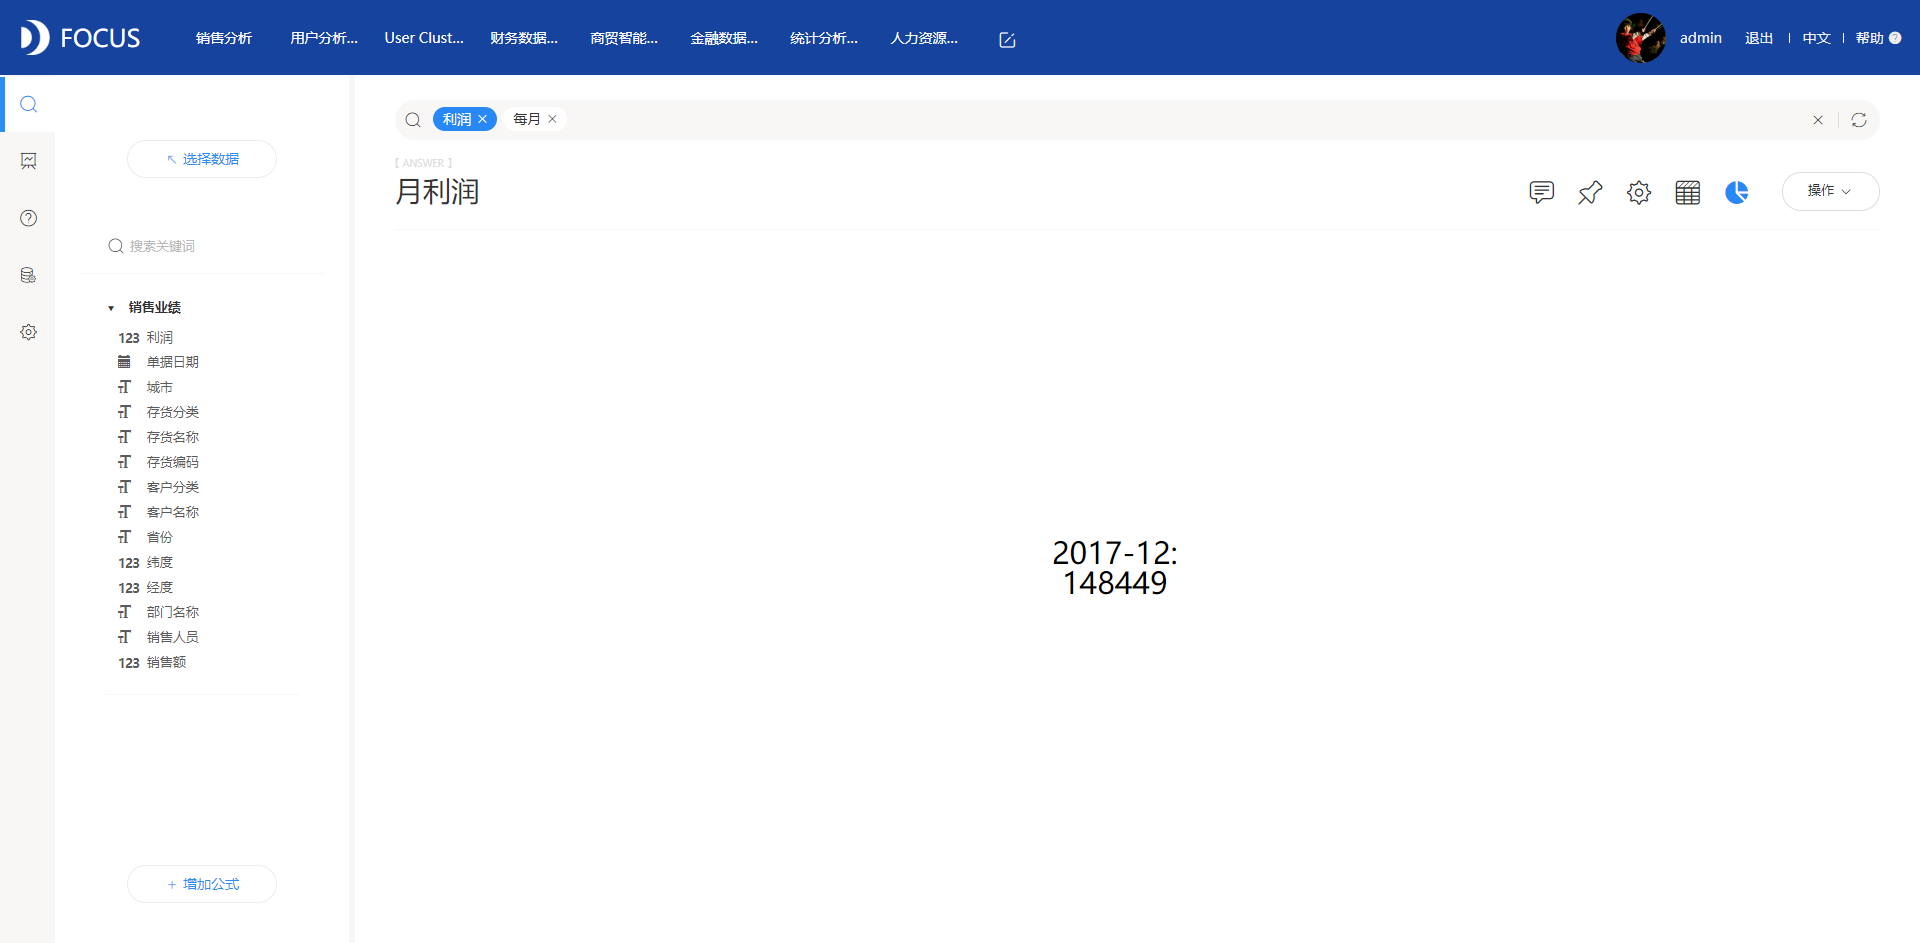 FOCUS
销售分析
用户分析...
User Clust...
财务数据...
商贸智能...
金融数据...
统计分析...
人力资源...
admin
退出
中文
帮助
选择数据
搜索关键词
销售业绩
123 利润
单据日期
城市
存货分类
存货名称
存货编码
客户分类
客户名称
省份
123 纬度
123 经度
部门名称
销售人员
123 销售额
+ 增加公式
利润 ×
每月 ×
[ ANSWER ]
月利润
操作
2017-12:
148449